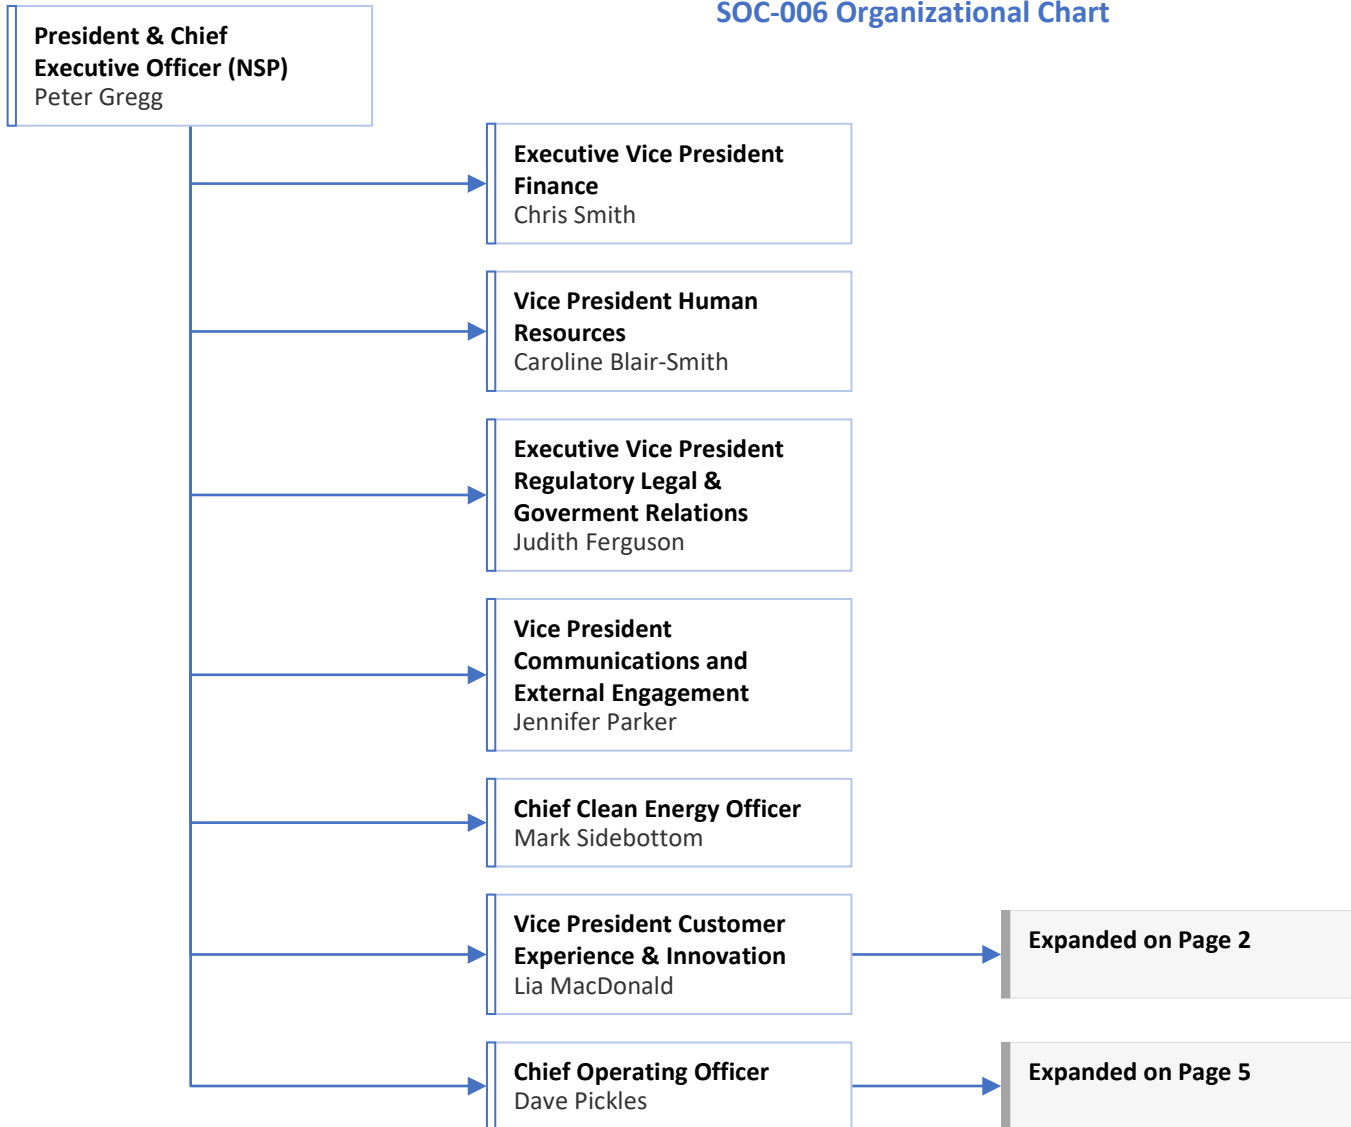 SOC-006 Organizational Chart
President & Chief
Executive Officer (NSP)
Peter Gregg
Executive Vice President
Finance
Chris Smith
Vice President Human
Resources
Caroline Blair-Smith
Executive Vice President
Regulatory Legal &
Goverment Relations
Judith Ferguson
Vice President
Communications and
External Engagement
Jennifer Parker
Chief Clean Energy Officer
Mark Sidebottom
Vice President Customer
Experience & Innovation
Lia MacDonald
Expanded on Page 2
Chief Operating Officer
Dave Pickles
Expanded on Page 5